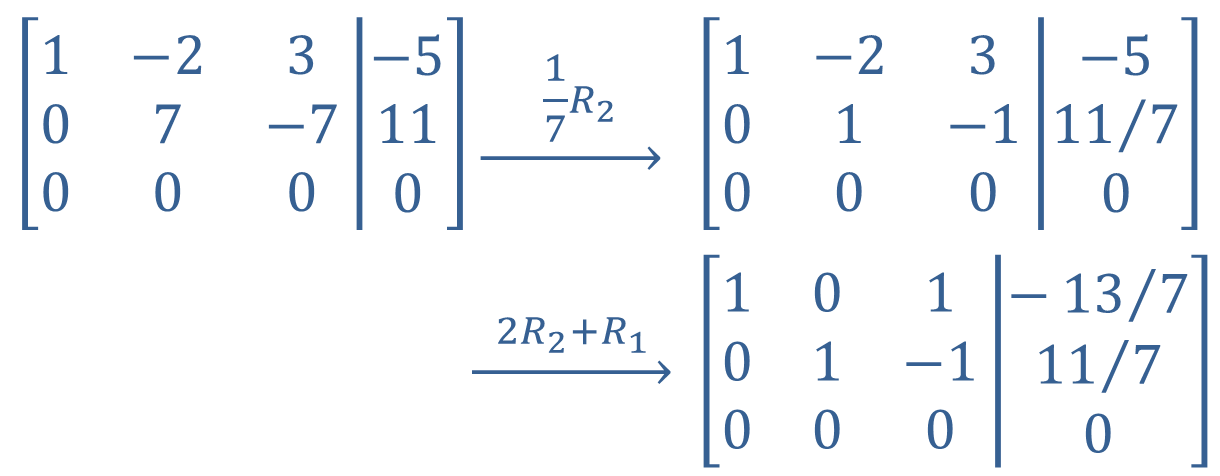 [1 −2 3 | −5] [1 −2 3 | −5]
[0 7 −7 | 11] 1/7 R₂ → [0 1 −1 | 11/7]
[0 0 0 | 0] [0 0 0 | 0]
[1 0 1 | − 13/7]
2R₂+R₁ → [0 1 −1 | 11/7]
[0 0 0 | 0]